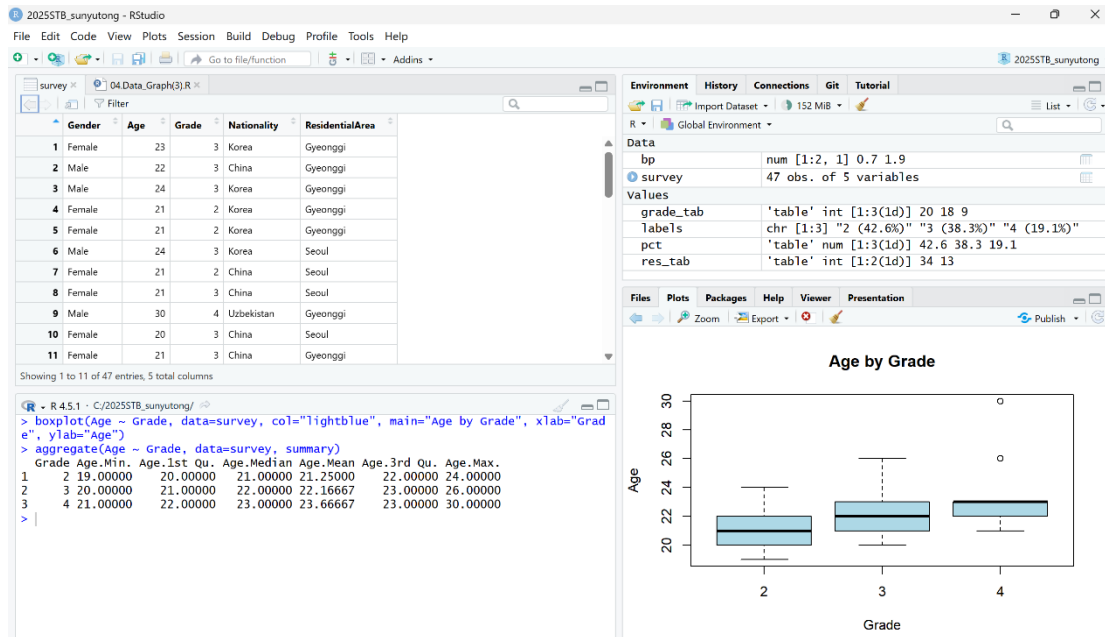 2025STB_sunyutong - RStudio
File Edit Code View Plots Session Build Debug Profile Tools Help
Go to file/function Addins 2025STB_sunyutong
survey 04.Data_Graph(3).R
Filter
Gender Age Grade Nationality ResidentialArea
1 Female 23 3 Korea Gyeonggi
2 Male 22 3 China Gyeonggi
3 Male 24 3 Korea Gyeonggi
4 Female 21 2 Korea Gyeonggi
5 Female 21 2 Korea Gyeonggi
6 Male 24 3 Korea Seoul
7 Female 21 2 China Seoul
8 Female 21 3 China Seoul
9 Male 30 4 Uzbekistan Gyeonggi
10 Female 20 3 China Seoul
11 Female 21 3 China Gyeonggi
Showing 1 to 11 of 47 entries, 5 total columns
R 4.5.1 · C:/2025STB_sunyutong/
> boxplot(Age ~ Grade, data=survey, col="lightblue", main="Age by Grade", xlab="Grad
e", ylab="Age")
> aggregate(Age ~ Grade, data=survey, summary)
Grade Age.Min. Age.1st Qu. Age.Median Age.Mean Age.3rd Qu. Age.Max.
1 2 19.00000 20.00000 21.00000 21.25000 22.00000 24.00000
2 3 20.00000 21.00000 22.00000 22.16667 23.00000 26.00000
3 4 21.00000 22.00000 23.00000 23.66667 23.00000 30.00000
>
Environment History Connections Git Tutorial
Import Dataset 152 MiB List
R Global Environment
Data
bp num [1:2, 1] 0.7 1.9
survey 47 obs. of 5 variables
Values
grade_tab 'table' int [1:3(1d)] 20 18 9
labels chr [1:3] "2 (42.6%)" "3 (38.3%)" "4 (19.1%)"
pct 'table' num [1:3(1d)] 42.6 38.3 19.1
res_tab 'table' int [1:2(1d)] 34 13
Files Plots Packages Help Viewer Presentation
Zoom Export Publish
Age by Grade
30
28
26
24
22
20
Age
2 3 4
Grade